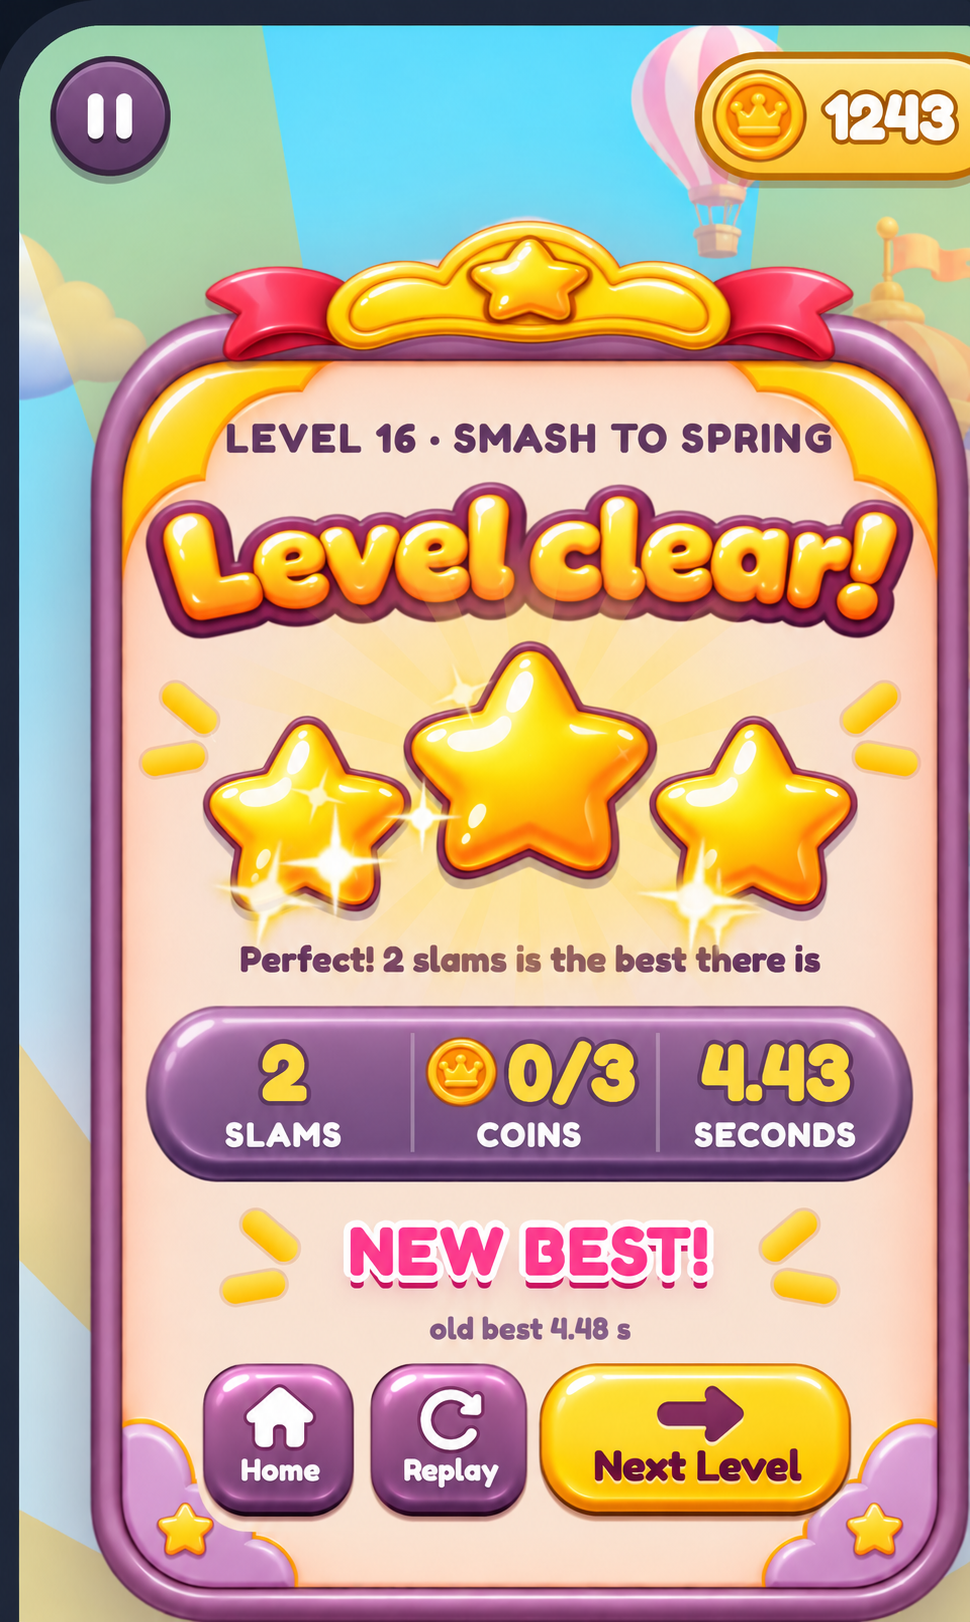 1243
LEVEL 16 • SMASH TO SPRING
Level clear!
Perfect! 2 slams is the best there is
2 0/3 4.43
SLAMS COINS SECONDS
NEW BEST!
old best 4.48 s
Home Replay Next Level